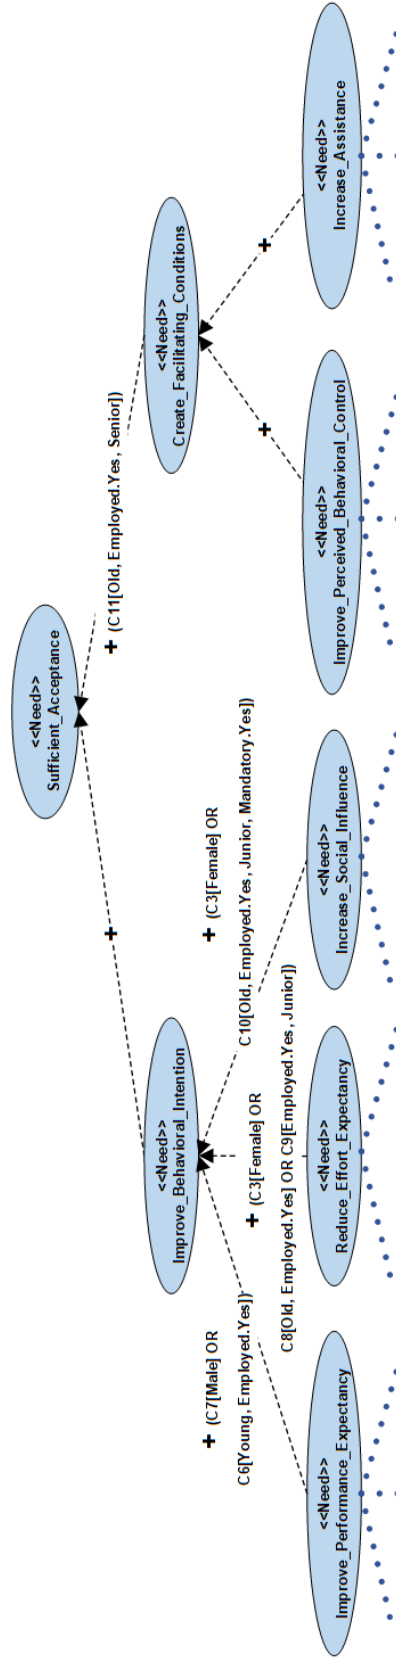 <<Need>>
Sufficient_Acceptance
+
+ (C11[Old, Employed.Yes, Senior])
<<Need>>
Improve_Behavioral_Intention
<<Need>>
Create_Facilitating_Conditions
+ (C7[Male] OR
C6[Young, Employed.Yes])
+ (C3[Female] OR
C8[Old, Employed.Yes] OR C9[Employed.Yes, Junior])
+ (C3[Female] OR
C10[Old, Employed.Yes, Junior, Mandatory.Yes])
+
+
<<Need>>
Improve_Performance_Expectancy
<<Need>>
Reduce_Effort_Expectancy
<<Need>>
Increase_Social_Influence
<<Need>>
Improve_Perceived_Behavioral_Control
<<Need>>
Increase_Assistance